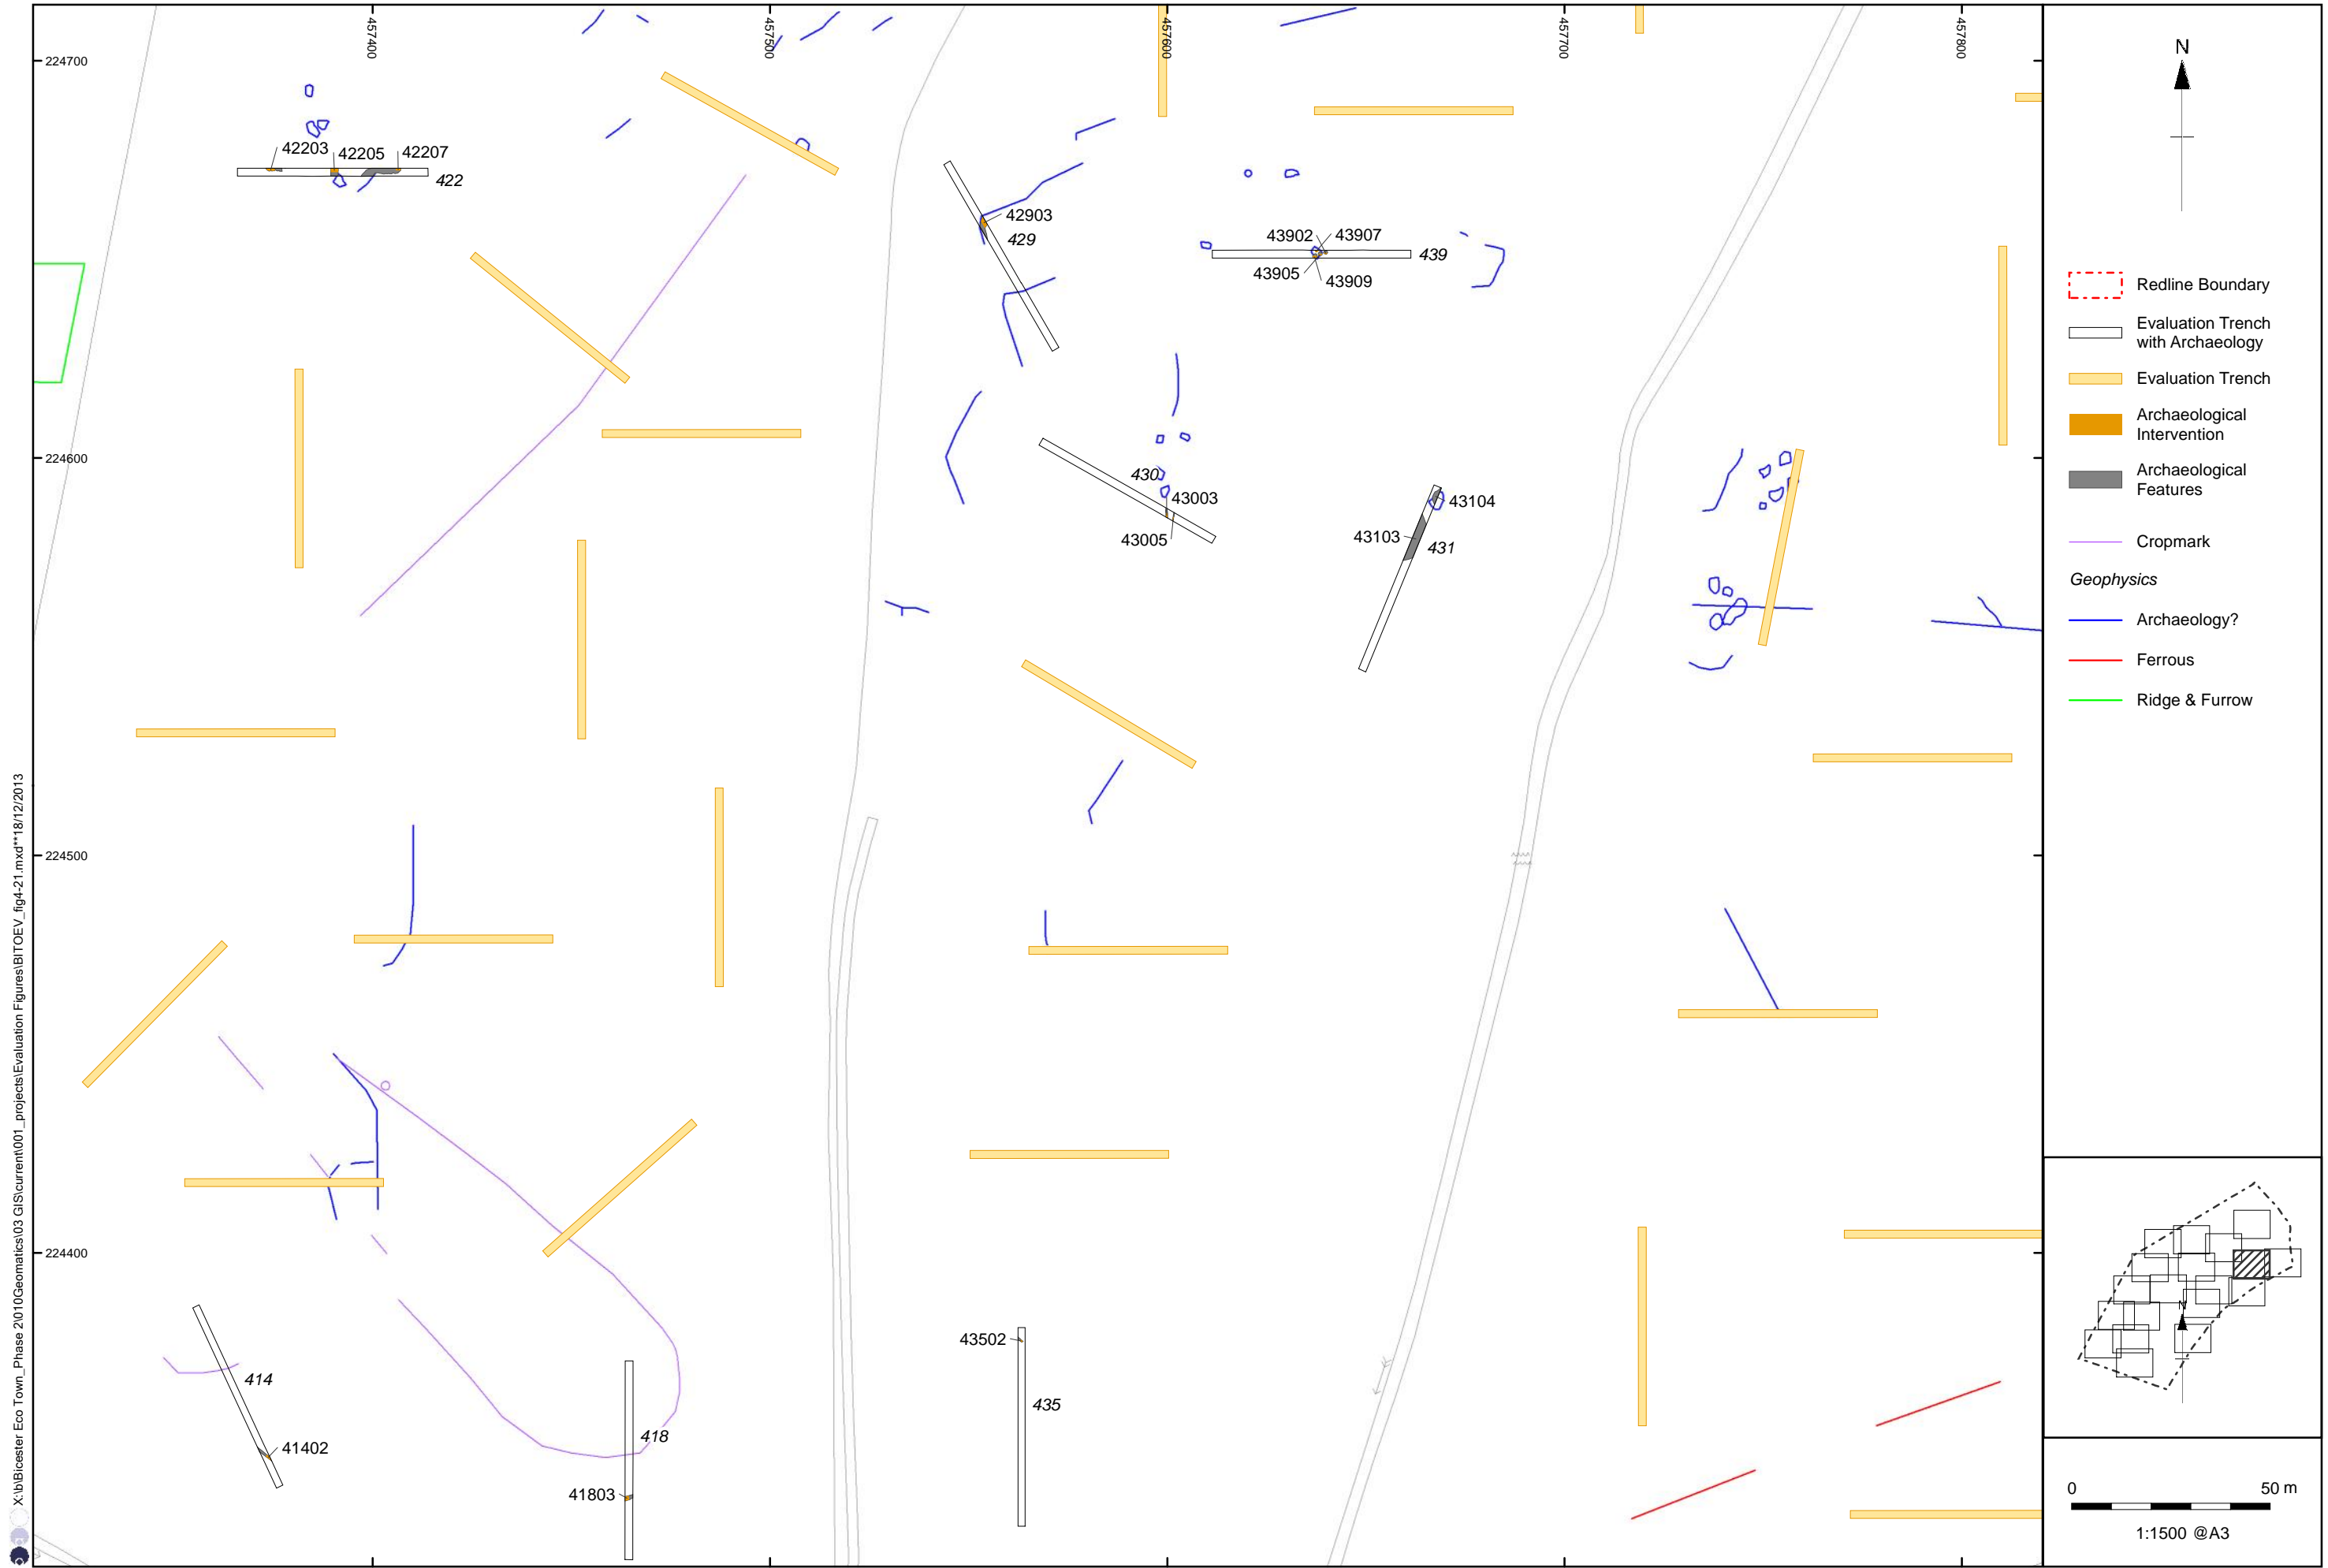 457400
457500
457600
457700
457800
224700
224600
224500
224400
42203
42205
42207
422
42903
429
43902
43907
439
43905
43909
430
43003
43005
43104
43103
431
414
41402
418
41803
43502
435
X:\b\Bicester Eco Town_Phase 2\010Geomatics\03 GIS\current\001_projects\Evaluation Figures\BITOEV_fig4-21.mxd**18/12/2013
N
Redline Boundary
Evaluation Trench
with Archaeology
Evaluation Trench
Archaeological
Intervention
Archaeological
Features
Cropmark
Geophysics
Archaeology?
Ferrous
Ridge & Furrow
N
0 50 m
1:1500 @A3